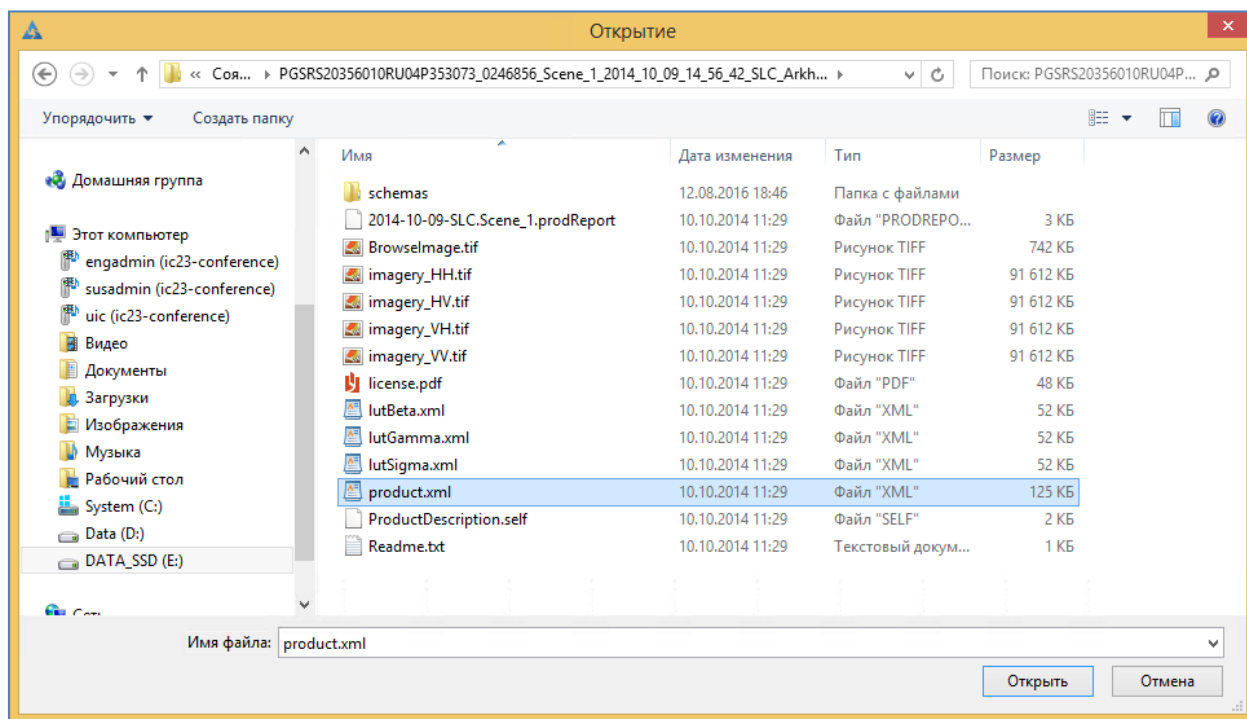 Открытие
« Соя... PGSRS20356010RU04P353073_0246856_Scene_1_2014_10_09_14_56_42_SLC_Arkh... Поиск: PGSRS20356010RU04P...
Упорядочить Создать папку
Имя Дата изменения Тип Размер
Домашняя группа
Этот компьютер
engadmin (ic23-conference)
susadmin (ic23-conference)
uic (ic23-conference)
Видео
Документы
Загрузки
Изображения
Музыка
Рабочий стол
System (C:)
Data (D:)
DATA_SSD (E:)
Сеть
schemas 12.08.2016 18:46 Папка с файлами
2014-10-09-SLC.Scene_1.prodReport 10.10.2014 11:29 Файл "PRODREPO... 3 КБ
BrowseImage.tif 10.10.2014 11:29 Рисунок TIFF 742 КБ
imagery_HH.tif 10.10.2014 11:29 Рисунок TIFF 91 612 КБ
imagery_HV.tif 10.10.2014 11:29 Рисунок TIFF 91 612 КБ
imagery_VH.tif 10.10.2014 11:29 Рисунок TIFF 91 612 КБ
imagery_VV.tif 10.10.2014 11:29 Рисунок TIFF 91 612 КБ
license.pdf 10.10.2014 11:29 Файл "PDF" 48 КБ
lutBeta.xml 10.10.2014 11:29 Файл "XML" 52 КБ
lutGamma.xml 10.10.2014 11:29 Файл "XML" 52 КБ
lutSigma.xml 10.10.2014 11:29 Файл "XML" 52 КБ
product.xml 10.10.2014 11:29 Файл "XML" 125 КБ
ProductDescription.self 10.10.2014 11:29 Файл "SELF" 2 КБ
Readme.txt 10.10.2014 11:29 Текстовый докум... 1 КБ
Имя файла: product.xml
Открыть Отмена